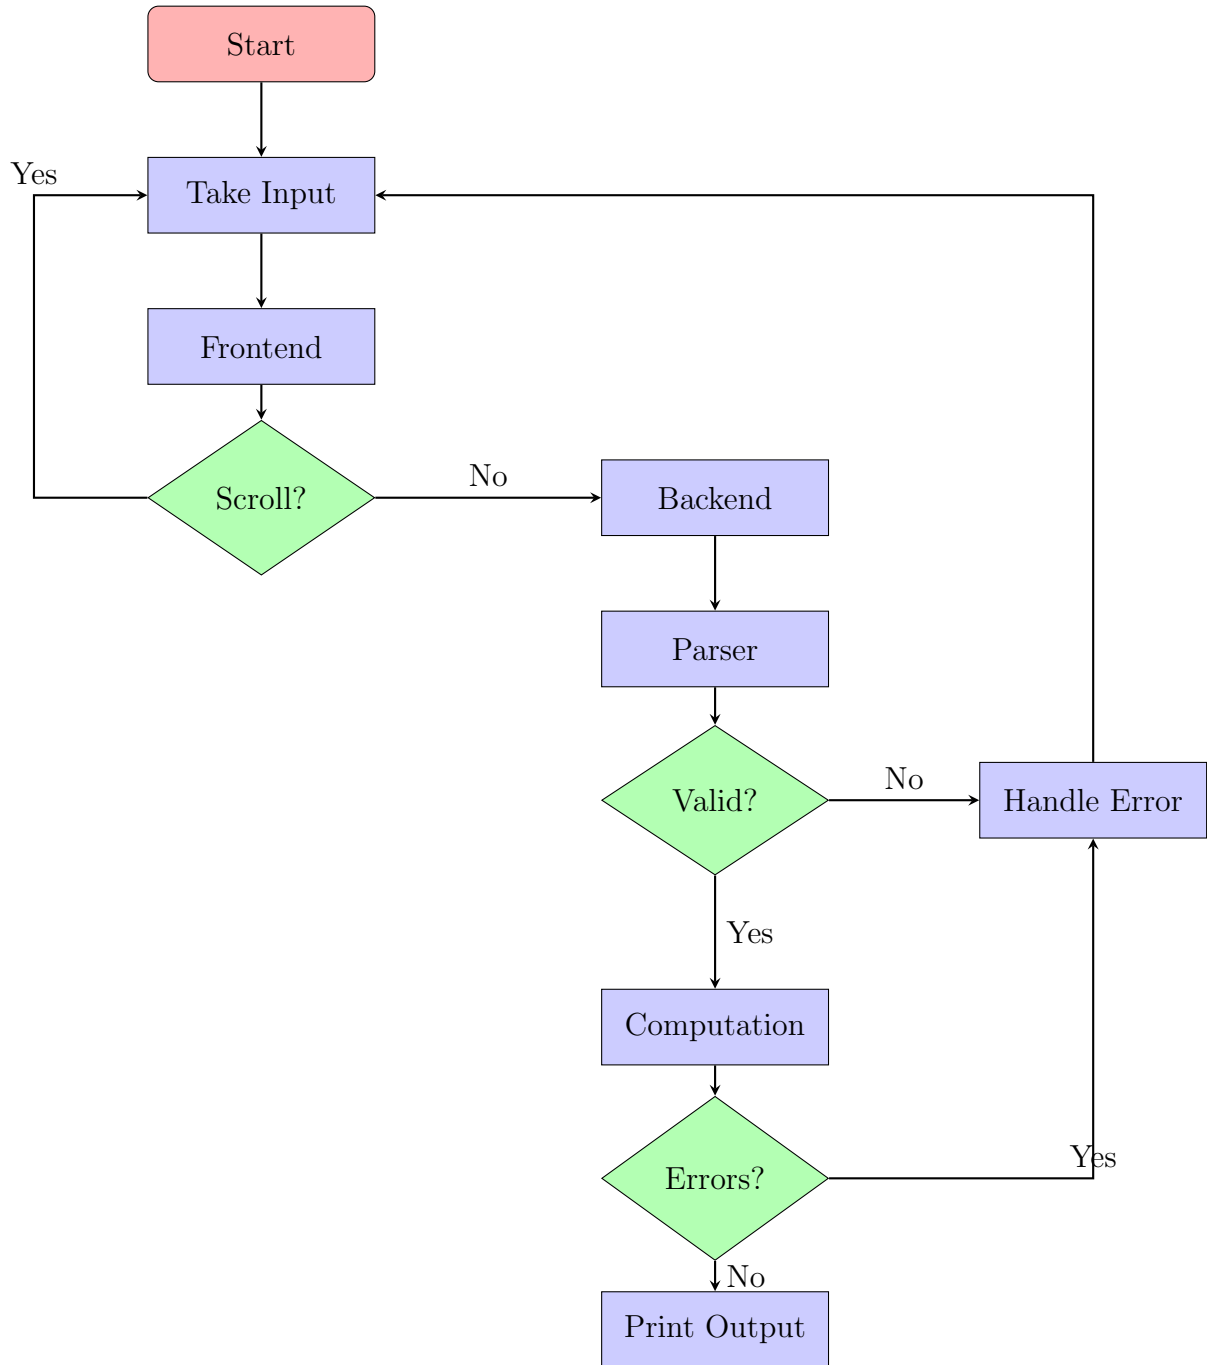 Start
Yes
Take Input
Frontend
Scroll?
No
Backend
Parser
Valid?
No
Handle Error
Yes
Computation
Errors?
Yes
No
Print Output